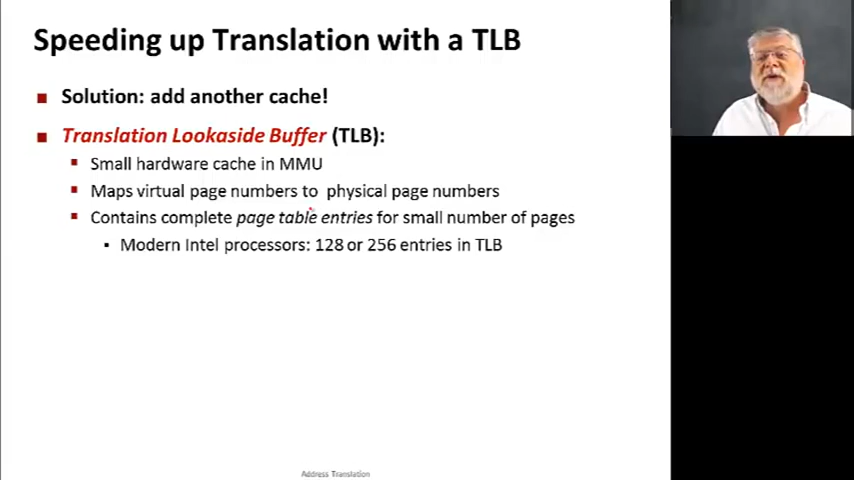 Speeding up Translation with a TLB
■ Solution: add another cache!
■ Translation Lookaside Buffer (TLB):
▪ Small hardware cache in MMU
▪ Maps virtual page numbers to physical page numbers
▪ Contains complete page table entries for small number of pages
▪ Modern Intel processors: 128 or 256 entries in TLB
Address Translation